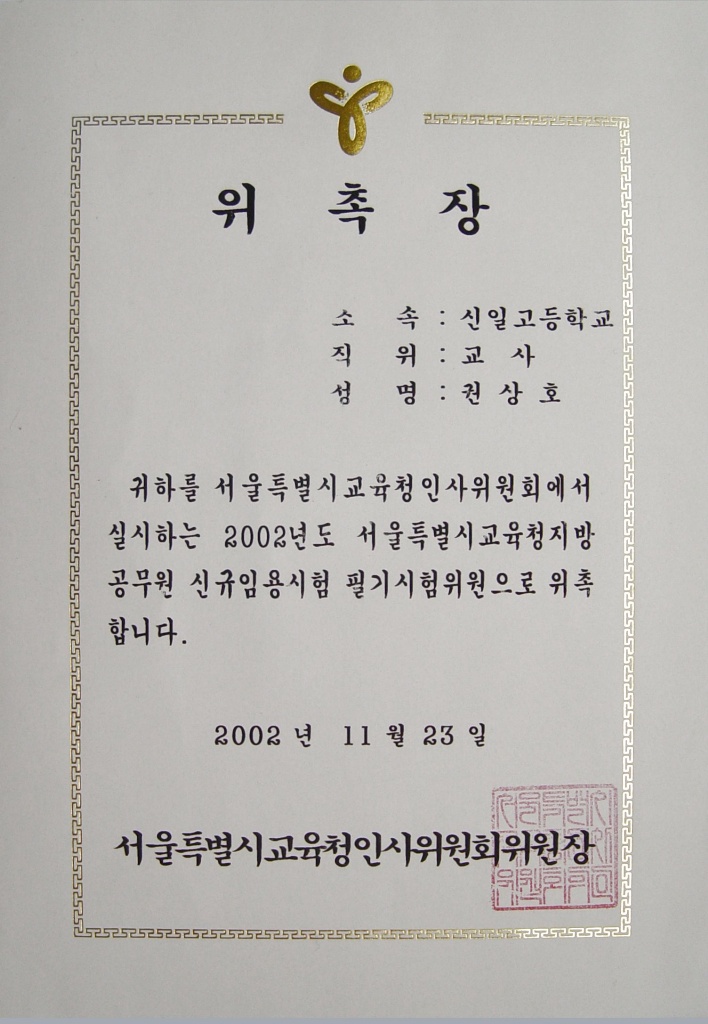 위 촉 장
소 속 : 신일고등학교
직 위 : 교 사
성 명 : 권상호
귀하를 서울특별시교육청인사위원회에서
실시하는 2002년도 서울특별시교육청지방
공무원 신규임용시험 필기시험위원으로 위촉
합니다.
2002 년 11 월 23 일
서울특별시교육청인사위원회위원장